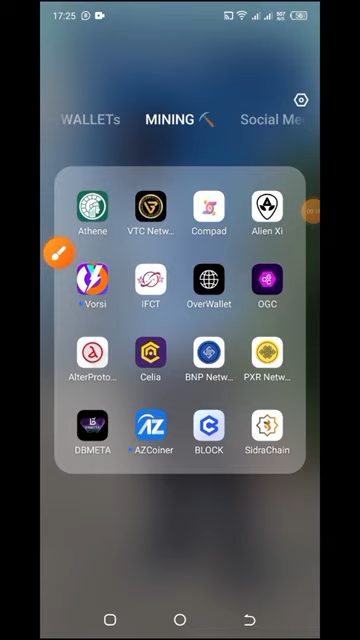 17:25
WALLETs MINING Social Me
Athene VTC Netw... Compad Alien Xi
Vorsi IFCT OverWallet OGC
AlterProto... Celia BNP Netw... PXR Netw...
DBMETA AZCoiner BLOCK SidraChain